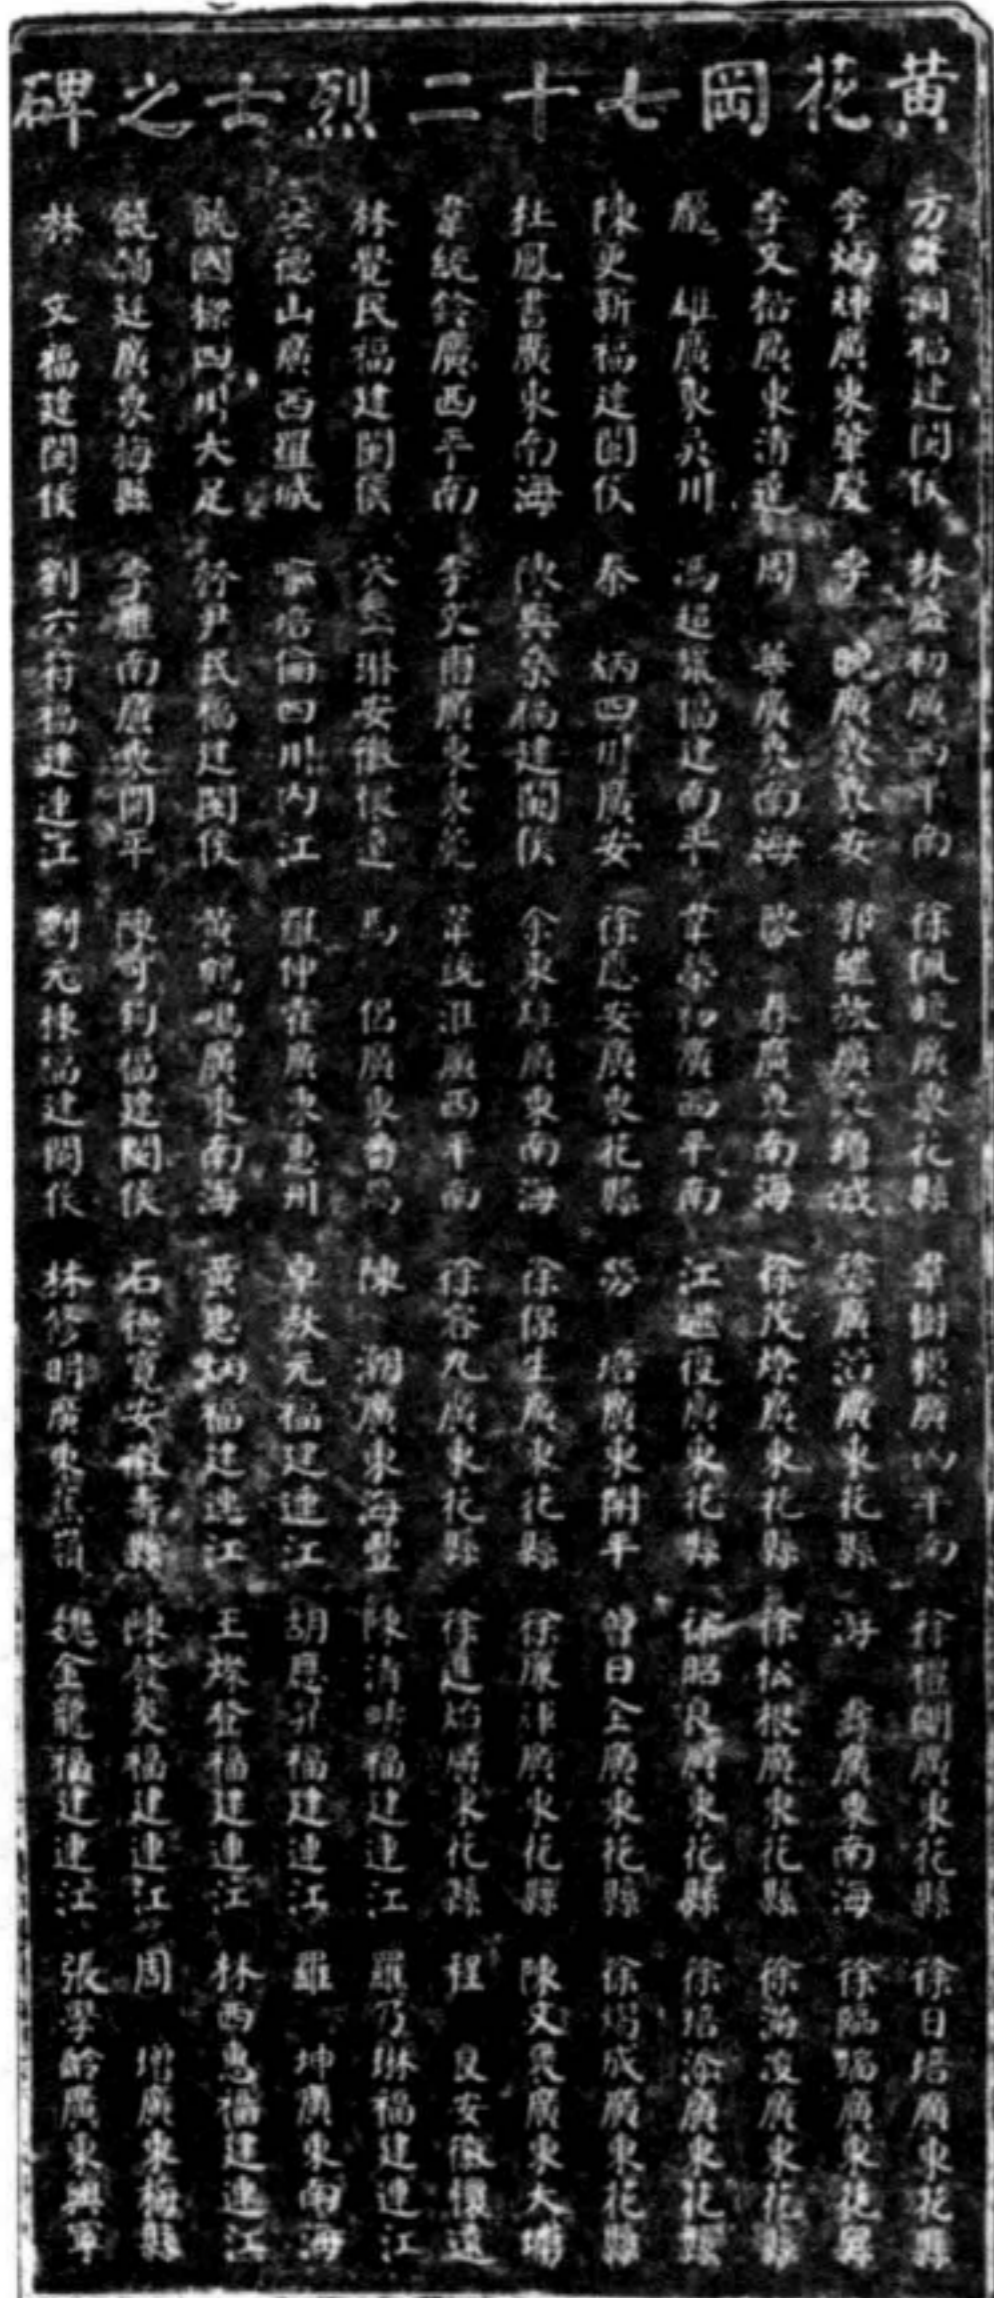 黃花岡七十二烈士之碑
方聲洞福建閩侯 林盛初廣西平南 徐佩旒廣東花縣 韋樹模廣西平南 徐禮明廣東花縣 徐日培廣東花縣
李炳輝廣東肇慶 李晚廣東東安 郭繼枚廣東增城 徐廣滔廣東花縣 游壽廣東南海 徐臨端廣東花縣
李文楷廣東清遠 周華廣東南海 春廣東南海 徐茂燎廣東花縣 徐松根廣東花縣 徐滿凌廣東花縣
龐雄廣東吳川 馮超驤福建南平 韋榮初廣西平南 江繼復廣東花縣 徐昭良廣東花縣 徐培添廣東花縣
陳更新福建閩侯 秦炳四川廣安 徐應安廣東花縣 勞培廣東開平 曾日全廣東花縣 徐熠成廣東花縣
杜鳳書廣東南海 陳與燊福建閩侯 余東雄廣東南海 徐保生廣東花縣 徐廉輝廣東花縣 陳文褒廣東大埔
韋統鈴廣西平南 李文甫廣東東莞 韋統淮廣西平南 徐容九廣東花縣 徐進炲廣東花縣 程良安徽懷遠
林覺民福建閩侯 宋玉琳安徽懷遠 馬侶廣東番禺 陳潮廣東海豐 陳清疇福建連江 羅乃琳福建連江
李德山廣西羅城 喻培倫四川內江 羅仲霍廣東惠州 卓秋元福建連江 胡應昇福建連江 羅坤廣東南海
饒國樑四川大足 林尹民福建閩侯 黃鶴鳴廣東南海 黃忠炳福建連江 王燦登福建連江 林西惠福建連江
饒輔廷廣東梅縣 李雁南廣東開平 陳可鈞福建閩侯 石德寬安徽壽縣 陳發炎福建連江 周增廣東梅縣
林文福建閩侯 劉六符福建連江 劉元棟福建閩侯 林修明廣東蕉嶺 魏金龍福建連江 張學齡廣東興寧